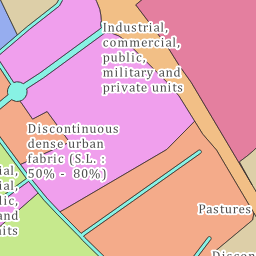 Industrial,
commercial,
public,
military and
private units
Discontinuous
dense urban
fabric (S.L. :
50% - 80%)
Pastures